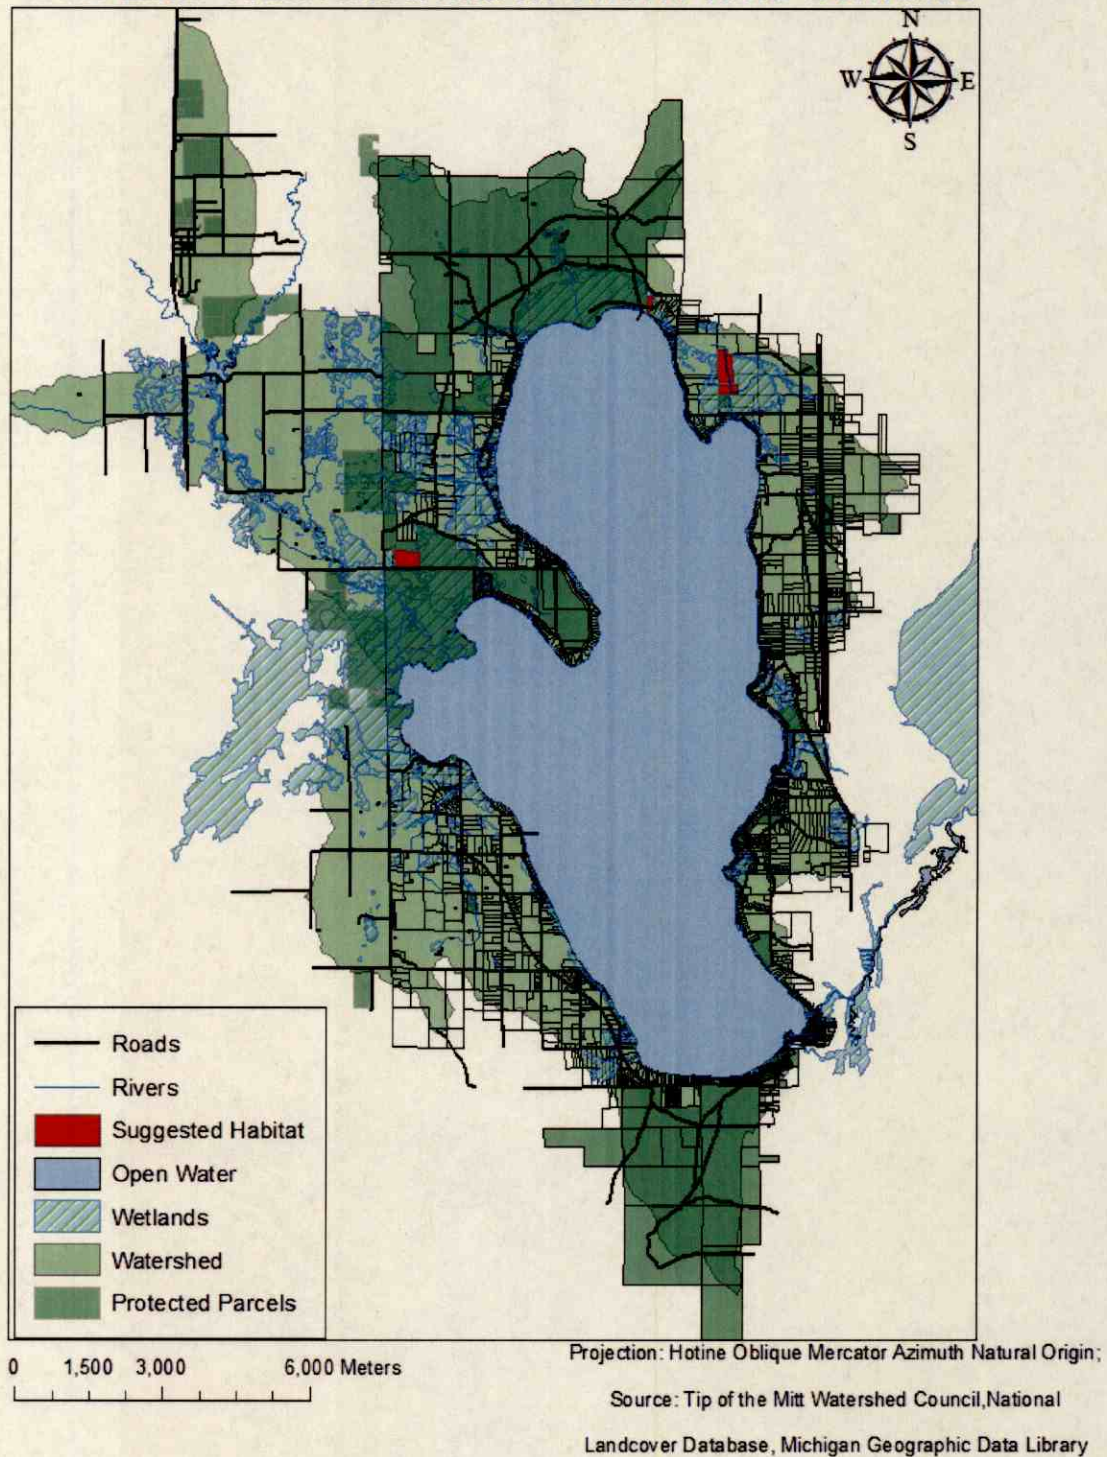 N
W E
S
Roads
Rivers
Suggested Habitat
Open Water
Wetlands
Watershed
Protected Parcels
0 1,500 3,000 6,000 Meters
Projection: Hotine Oblique Mercator Azimuth Natural Origin;
Source: Tip of the Mitt Watershed Council,National
Landcover Database, Michigan Geographic Data Library